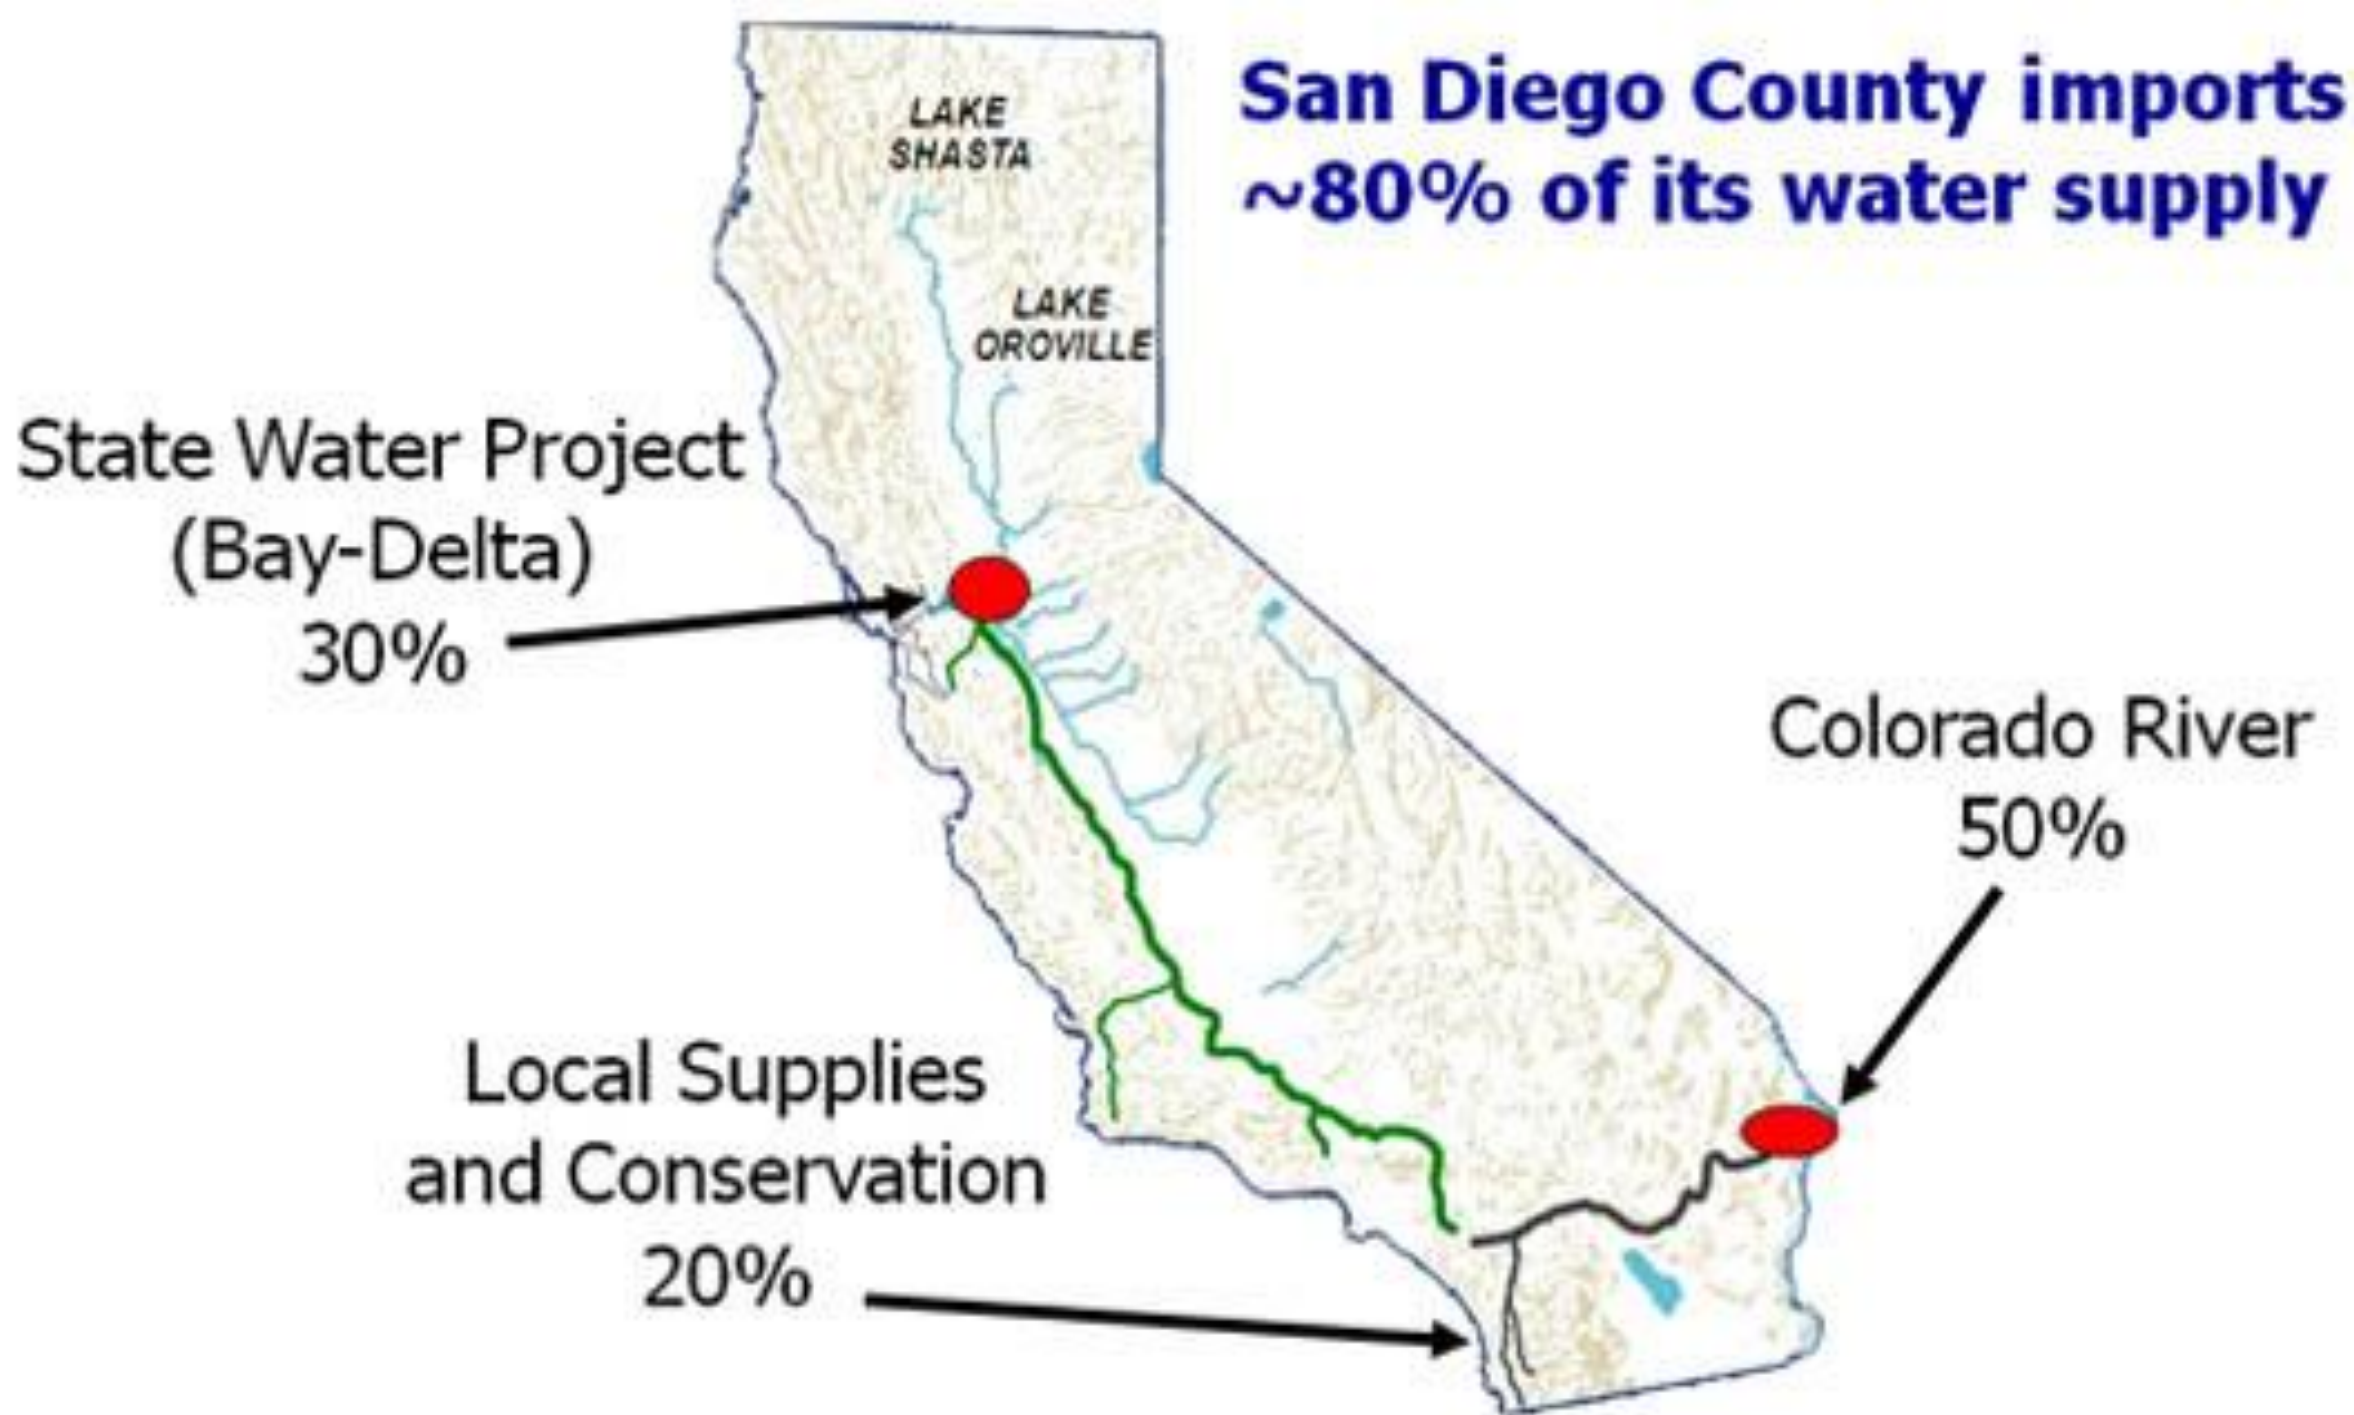 San Diego County imports
~80% of its water supply
LAKE
SHASTA
LAKE
OROVILLE
State Water Project
(Bay-Delta)
30%
Colorado River
50%
Local Supplies
and Conservation
20%